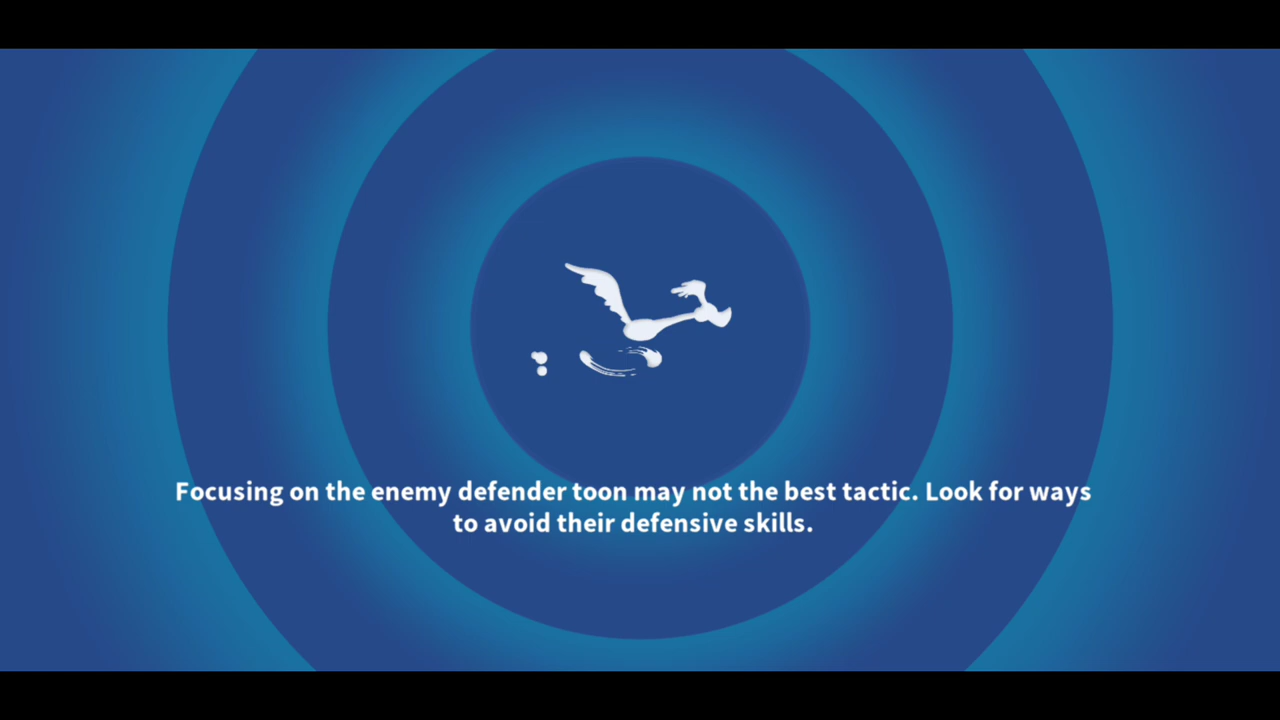 Focusing on the enemy defender toon may not the best tactic. Look for ways
to avoid their defensive skills.